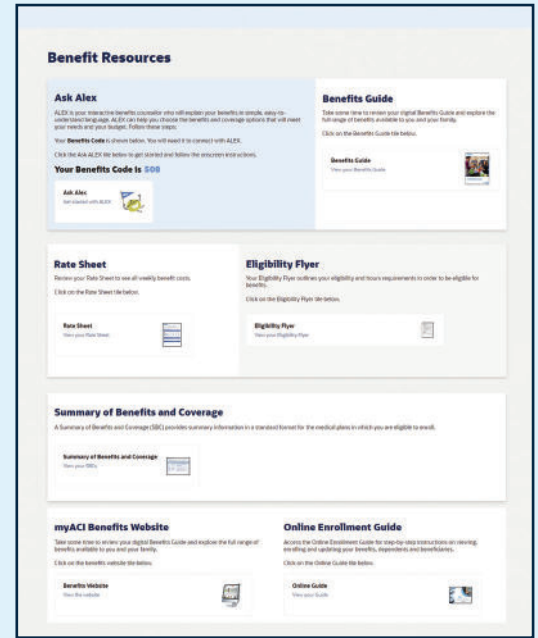 Benefit Resources
Ask Alex
ALEX is your interactive benefits counsellor who will explain your benefits in simple, easy-to-
understand language. ALEX can help you choose the benefits and coverage options that will meet
your needs and your budget. Follow these steps:
Your Benefits Code is shown below. You will need it to connect with ALEX.
Click the Ask ALEX tile below to get started and follow the onscreen instructions.
Your Benefits Code is 500
Ask Alex
Get started with ALEX
Benefits Guide
Take some time to review your digital Benefits Guide and explore the
full range of benefits available to you and your family.
Click on the Benefits Guide tile below.
Benefits Guide
View your Benefits Guide
Rate Sheet
Review your Rate Sheet to see all weekly benefit costs.
Click on the Rate Sheet tile below.
Rate Sheet
View your Rate Sheet
Eligibility Flyer
Your Eligibility Flyer outlines your eligibility and hours requirements in order to be eligible for
benefits.
Click on the Eligibility Flyer tile below.
Eligibility Flyer
View your Eligibility Flyer
Summary of Benefits and Coverage
A Summary of Benefits and Coverage (SBC) provides summary information in a standard format for the medical plans in which you are eligible to enroll.
Summary of Benefits and Coverage
View your SBCs
myACI Benefits Website
Take some time to review your digital Benefits Guide and explore the full range of
benefits available to you and your family.
Click on the benefits website tile below.
Benefits Website
View the website
Online Enrollment Guide
Access the Online Enrollment Guide for step-by-step instructions on viewing,
enrolling and updating your benefits, dependents and beneficiaries.
Click on the Online Guide tile below.
Online Guide
View your Guide